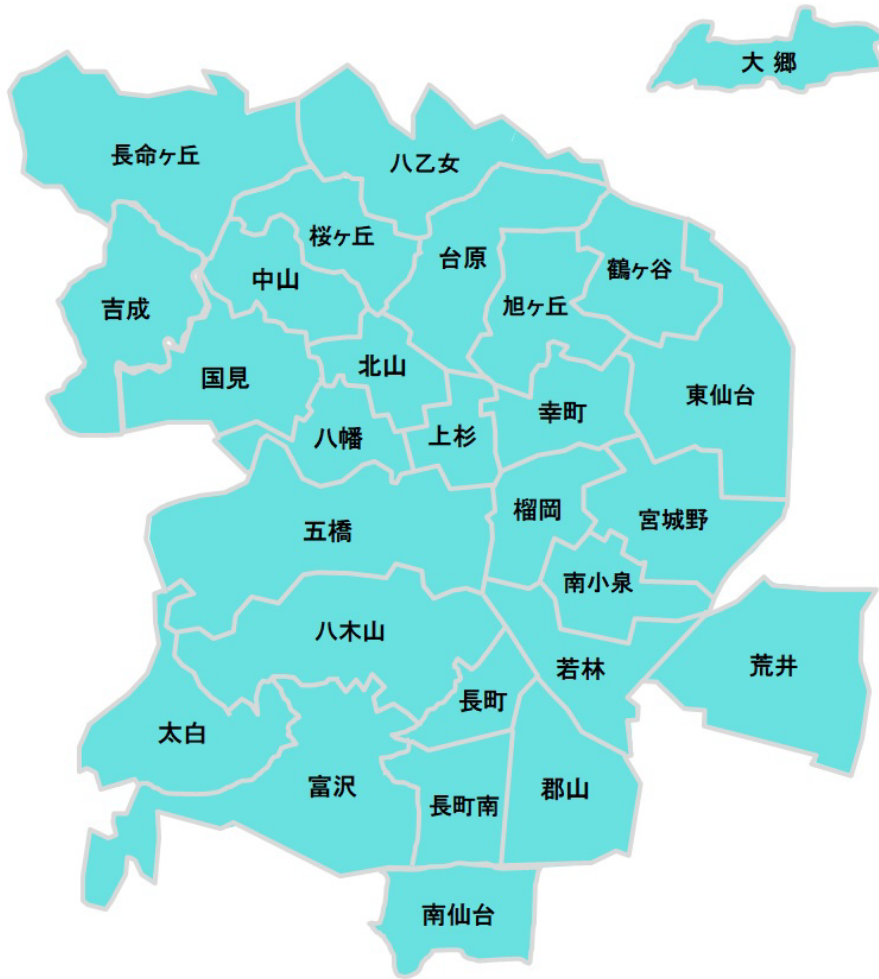 大郷
長命ヶ丘
八乙女
桜ヶ丘
台原
鶴ヶ谷
中山
吉成
旭ヶ丘
北山
国見
東仙台
幸町
八幡
上杉
榴岡
宮城野
五橋
南小泉
八木山
若林
荒井
長町
太白
富沢
郡山
長町南
南仙台